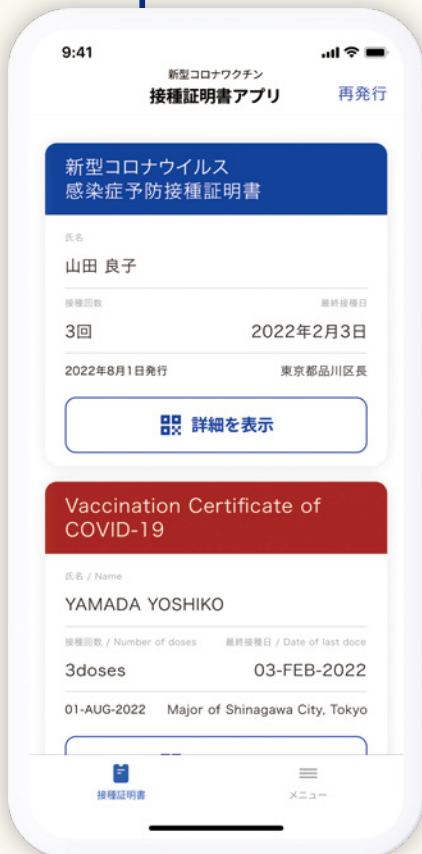 9:41
新型コロナワクチン
接種証明書アプリ
再発行
新型コロナウイルス
感染症予防接種証明書
氏名
山田 良子
接種回数 最終接種日
3回 2022年2月3日
2022年8月1日発行 東京都品川区長
詳細を表示
Vaccination Certificate of
COVID-19
氏名 / Name
YAMADA YOSHIKO
接種回数 / Number of doses 最終接種日 / Date of last doce
3doses 03-FEB-2022
01-AUG-2022 Major of Shinagawa City, Tokyo
接種証明書 メニュー